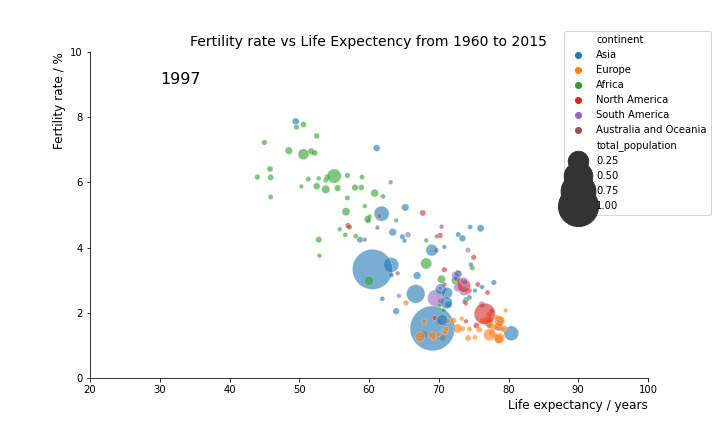 Fertility rate vs Life Expectency from 1960 to 2015
Fertility rate / %
1997
10
8
6
4
2
0
20
30
40
50
60
70
80
90
100
Life expectancy / years
continent
Asia
Europe
Africa
North America
South America
Australia and Oceania
total_population
0.25
0.50
0.75
1.00